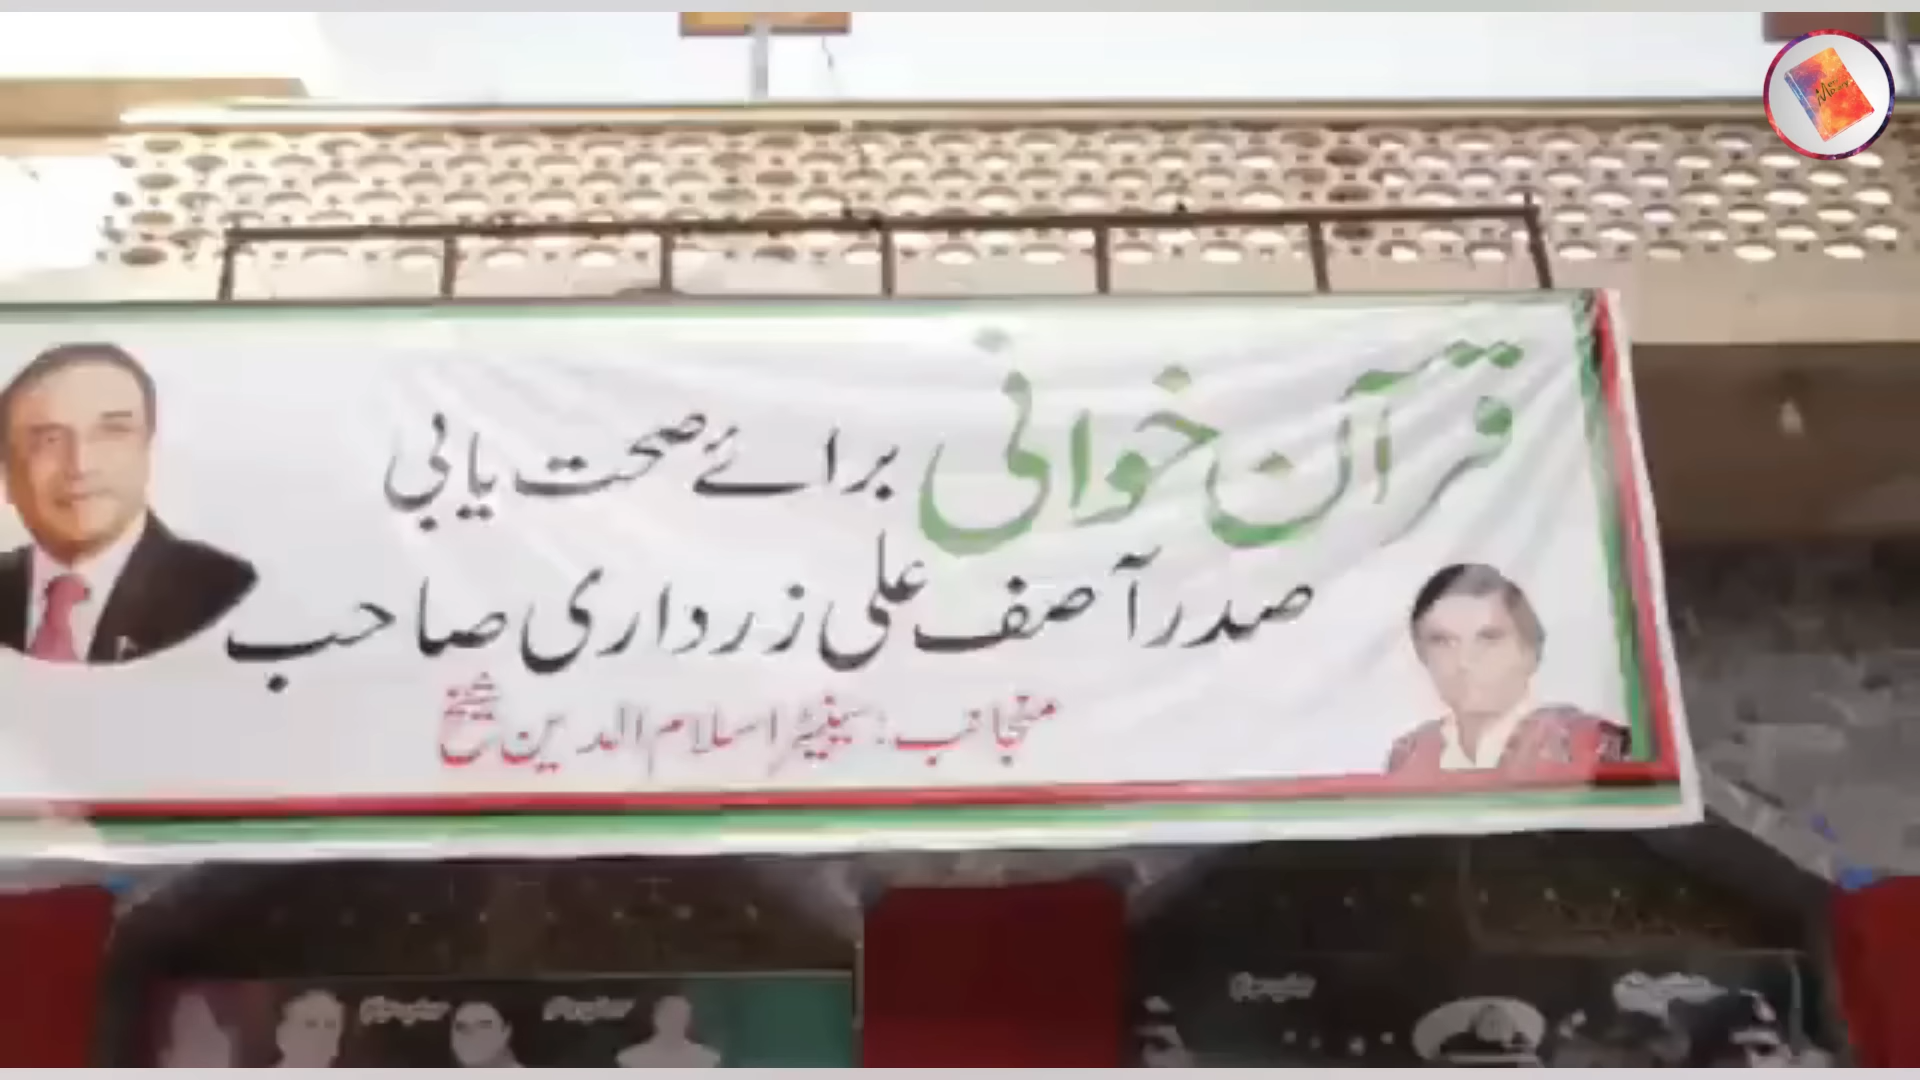 قرآن خوانی برائے صحت یابی
صدر آصف علی زرداری صاحب
منجانب: سینیٹر اسلام الدین شیخ